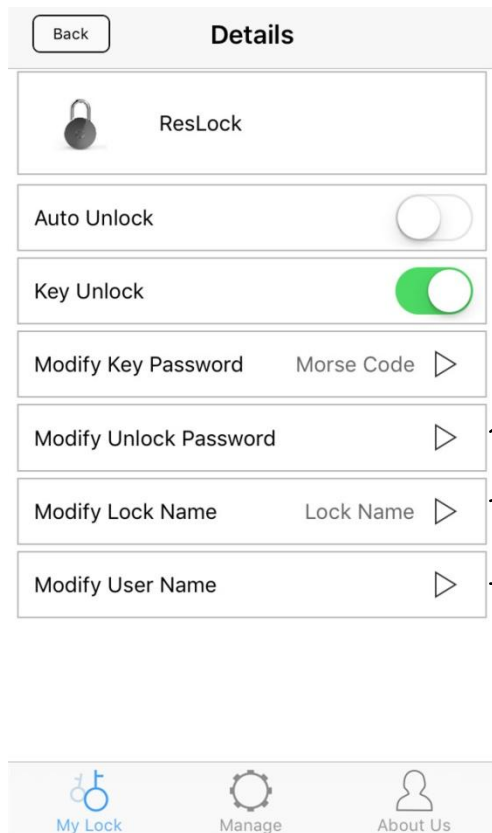 Back Details
ResLock
Auto Unlock
Key Unlock
Modify Key Password Morse Code
Modify Unlock Password
Modify Lock Name Lock Name
Modify User Name
My Lock Manage About Us